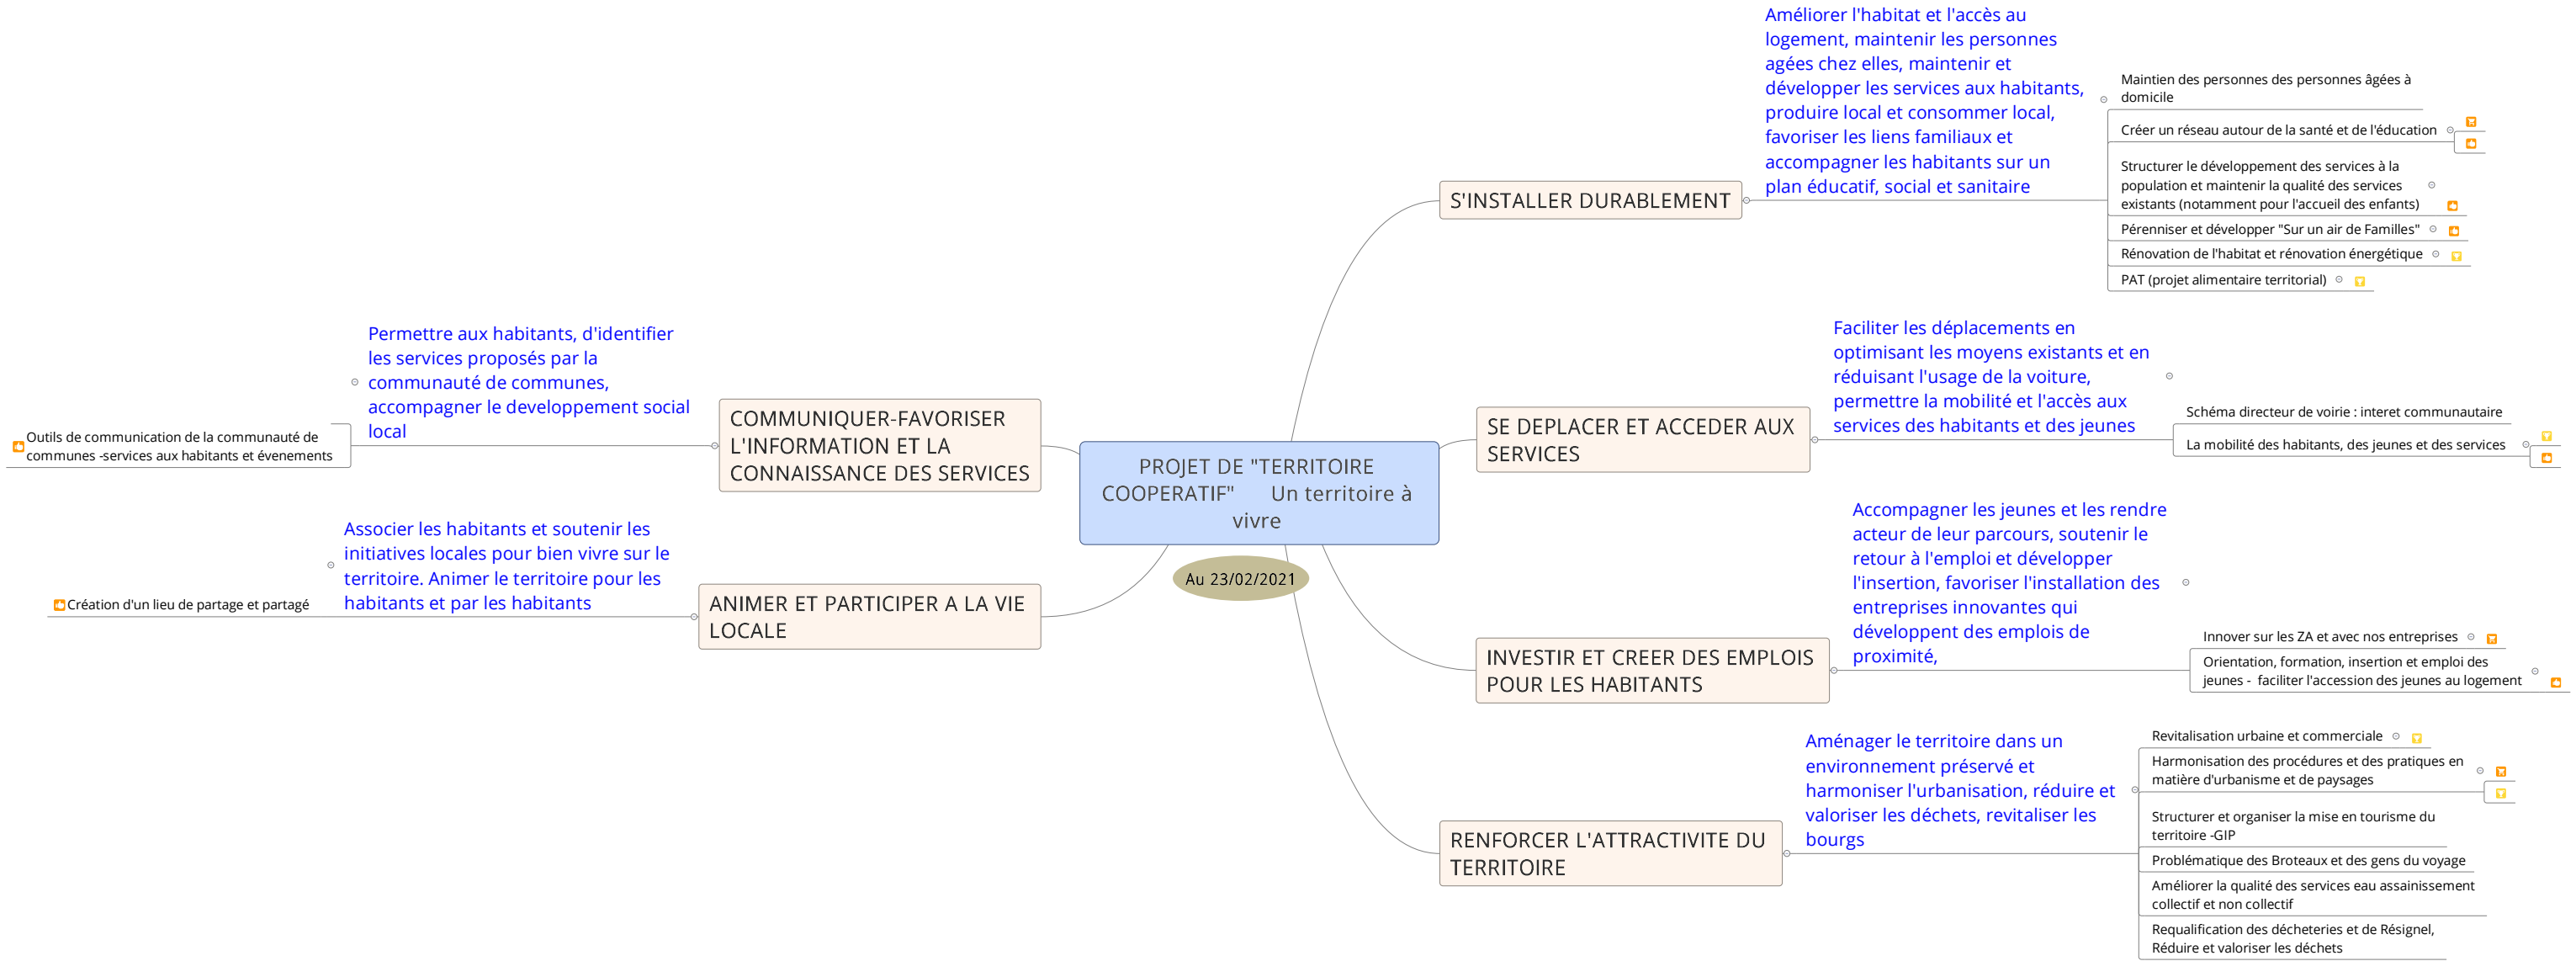 PROJET DE "TERRITOIRE
COOPERATIF"      Un territoire à
vivre
Au 23/02/2021
S'INSTALLER DURABLEMENT
Améliorer l'habitat et l'accès au
logement, maintenir les personnes
agées chez elles, maintenir et
développer les services aux habitants,
produire local et consommer local,
favoriser les liens familiaux et
accompagner les habitants sur un
plan éducatif, social et sanitaire
Maintien des personnes des personnes âgées à
domicile
Créer un réseau autour de la santé et de l'éducation
Structurer le développement des services à la
population et maintenir la qualité des services
existants (notamment pour l'accueil des enfants)
Pérenniser et développer "Sur un air de Familles"
Rénovation de l'habitat et rénovation énergétique
PAT (projet alimentaire territorial)
SE DEPLACER ET ACCEDER AUX
SERVICES
Faciliter les déplacements en
optimisant les moyens existants et en
réduisant l'usage de la voiture,
permettre la mobilité et l'accès aux
services des habitants et des jeunes
Schéma directeur de voirie : interet communautaire
La mobilité des habitants, des jeunes et des services
INVESTIR ET CREER DES EMPLOIS
POUR LES HABITANTS
Accompagner les jeunes et les rendre
acteur de leur parcours, soutenir le
retour à l'emploi et développer
l'insertion, favoriser l'installation des
entreprises innovantes qui
développent des emplois de
proximité,
Innover sur les ZA et avec nos entreprises
Orientation, formation, insertion et emploi des
jeunes -  faciliter l'accession des jeunes au logement
RENFORCER L'ATTRACTIVITE DU
TERRITOIRE
Aménager le territoire dans un
environnement préservé et
harmoniser l'urbanisation, réduire et
valoriser les déchets, revitaliser les
bourgs
Revitalisation urbaine et commerciale
Harmonisation des procédures et des pratiques en
matière d'urbanisme et de paysages
Structurer et organiser la mise en tourisme du
territoire -GIP
Problématique des Broteaux et des gens du voyage
Améliorer la qualité des services eau assainissement
collectif et non collectif
Requalification des décheteries et de Résignel,
Réduire et valoriser les déchets
COMMUNIQUER-FAVORISER
L'INFORMATION ET LA
CONNAISSANCE DES SERVICES
Permettre aux habitants, d'identifier
les services proposés par la
communauté de communes,
accompagner le developpement social
local
Outils de communication de la communauté de
communes -services aux habitants et évenements
ANIMER ET PARTICIPER A LA VIE
LOCALE
Associer les habitants et soutenir les
initiatives locales pour bien vivre sur le
territoire. Animer le territoire pour les
habitants et par les habitants
Création d'un lieu de partage et partagé